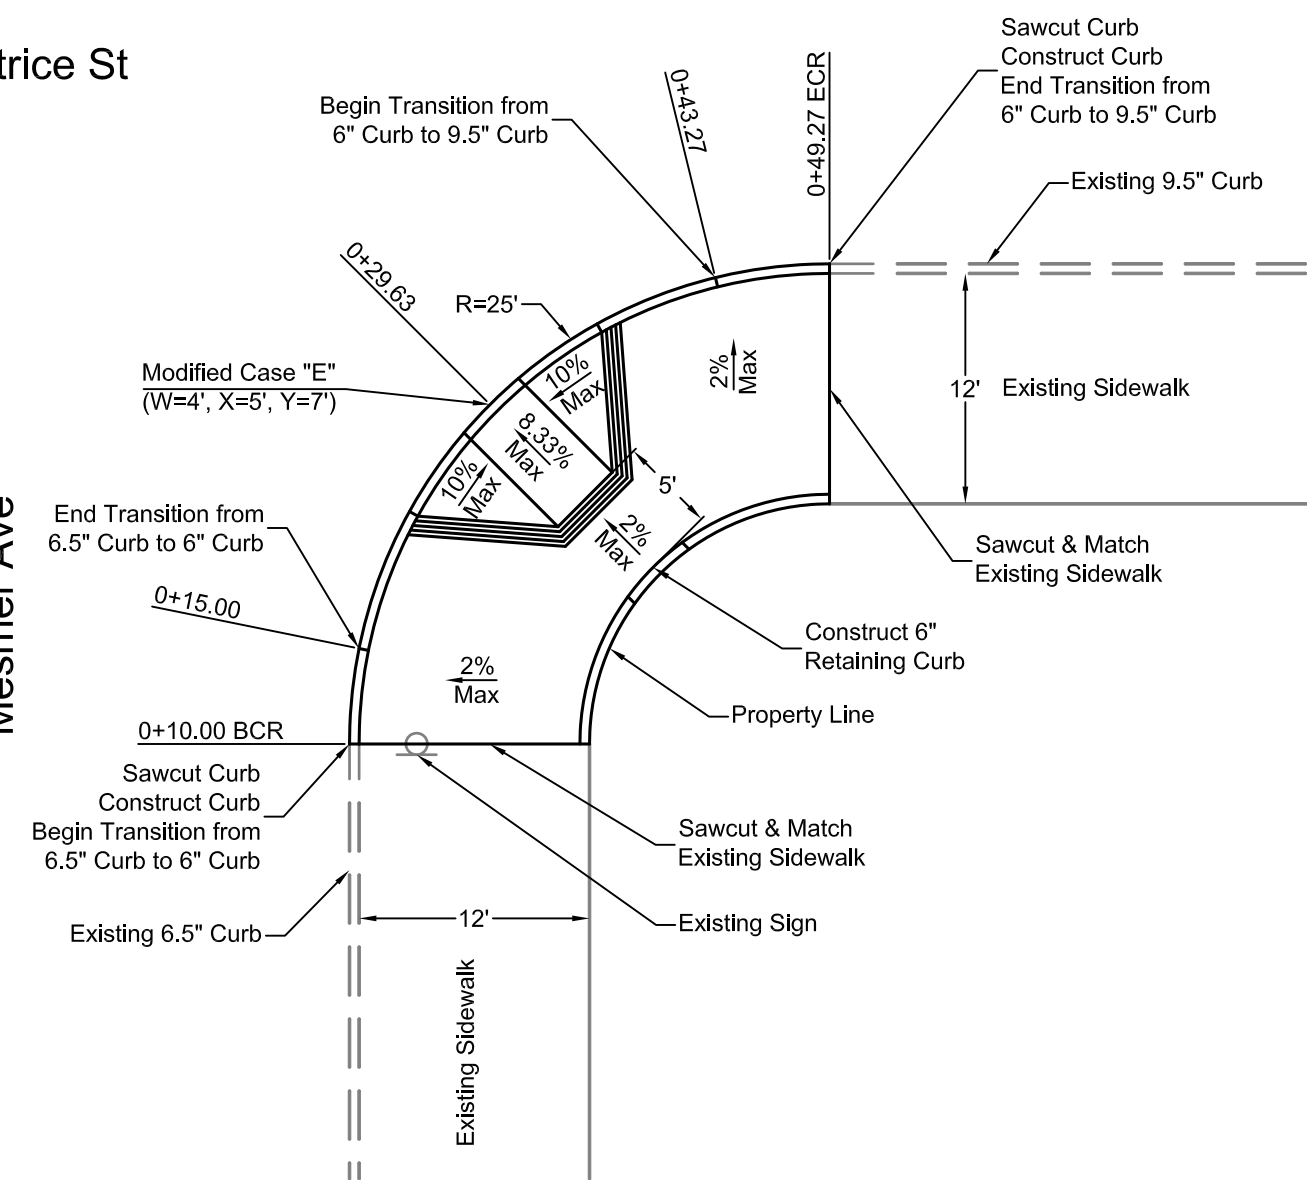 trice St
Sawcut Curb
Construct Curb
End Transition from
6" Curb to 9.5" Curb
Begin Transition from
6" Curb to 9.5" Curb
0+43.27
0+49.27 ECR
Existing 9.5" Curb
0+29.63
R=25'
Modified Case "E"
(W=4', X=5', Y=7')
10%
Max
8.33%
Max
10%
Max
2%
Max
12'
Existing Sidewalk
5'
2%
Max
End Transition from
6.5" Curb to 6" Curb
Mesmer Ave
0+15.00
Sawcut & Match
Existing Sidewalk
Construct 6"
Retaining Curb
2%
Max
Property Line
0+10.00 BCR
Sawcut Curb
Construct Curb
Begin Transition from
6.5" Curb to 6" Curb
Sawcut & Match
Existing Sidewalk
Existing 6.5" Curb
12'
Existing Sign
Existing Sidewalk